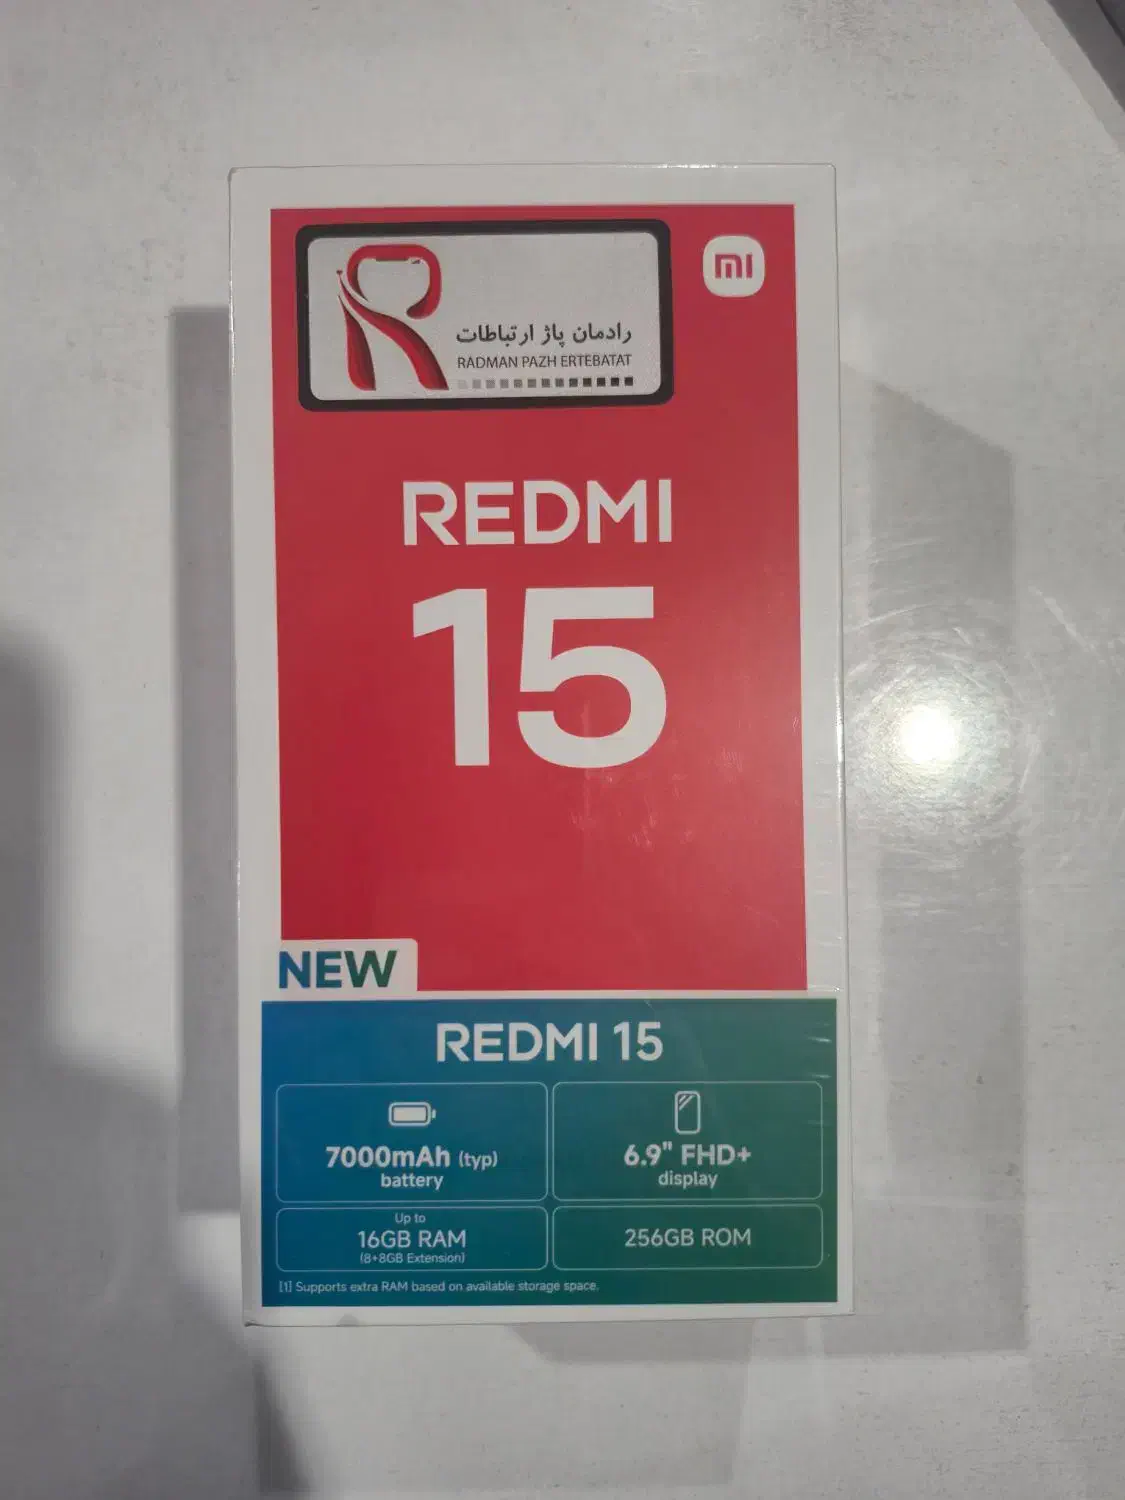 رادمان پاژ ارتباطات
RADMAN PAZH ERTEBATAT
mi
REDMI
15
NEW
REDMI 15
7000mAh (typ)
battery
6.9" FHD+
display
Up to
16GB RAM
(8+8GB Extension)
256GB ROM
[1] Supports extra RAM based on available storage space.